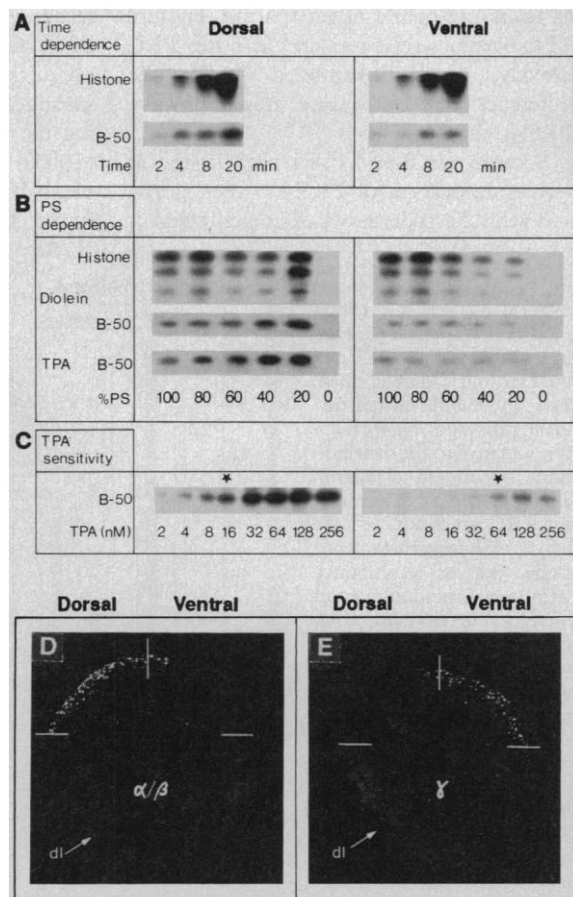 A Time dependence Dorsal Ventral
Histone
B-50
Time 2 4 8 20 min 2 4 8 20 min
B PS dependence
Histone
Diolein
B-50
TPA B-50
%PS 100 80 60 40 20 0 100 80 60 40 20 0
C TPA sensitivity
★ ★
B-50
TPA (nM) 2 4 8 16 32 64 128 256 2 4 8 16 32 64 128 256
Dorsal Ventral Dorsal Ventral
D E
α/β γ
dl dl